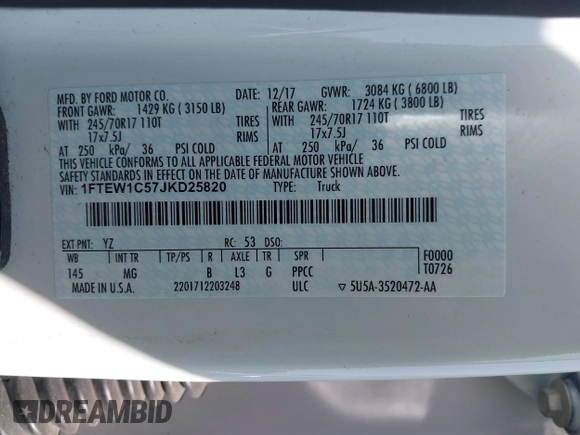 MFD. BY FORD MOTOR CO. DATE: 12/17 GVWR: 3084 KG ( 6800 LB)
FRONT GAWR: 1429 KG ( 3150 LB) REAR GAWR: 1724 KG ( 3800 LB)
WITH 245/70R17 110T TIRES WITH 245/70R17 110T TIRES
17x7.5J RIMS 17x7.5J RIMS
AT 250 kPa/ 36 PSI COLD AT 250 kPa/ 36 PSI COLD
THIS VEHICLE CONFORMS TO ALL APPLICABLE FEDERAL MOTOR VEHICLE
SAFETY STANDARDS IN EFFECT ON THE DATE OF MANUFACTURE SHOWN ABOVE.
VIN: 1FTEW1C57JKD25820 TYPE: Truck
EXT PNT: YZ RC: 53 DSO:
WB INT TR TP/PS R AXLE TR SPR F0000
145 MG B L3 G PPCC T0726
MADE IN U.S.A. 2201712203248 ULC ▽ 5U5A-3520472-AA
DREAMBID